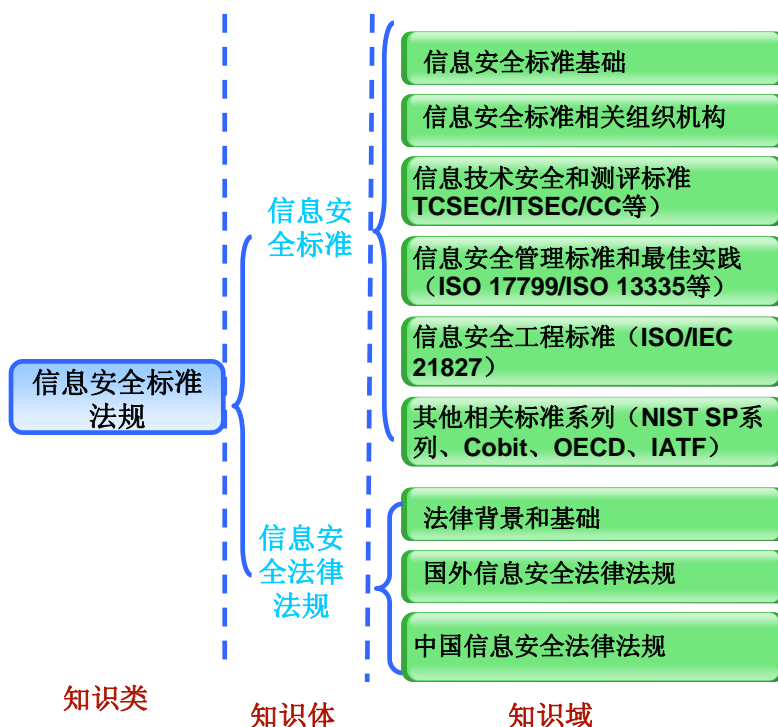 信息安全标准基础
信息安全标准相关组织机构
信息技术安全和测评标准
TCSEC/ITSEC/CC等）
信息安
全标准
信息安全管理标准和最佳实践
（ISO 17799/ISO 13335等）
信息安全工程标准（ISO/IEC
21827）
信息安全标准
法规
其他相关标准系列（NIST SP系
列、Cobit、OECD、IATF）
信息安
全法律
法规
法律背景和基础
国外信息安全法律法规
中国信息安全法律法规
知识类
知识体
知识域